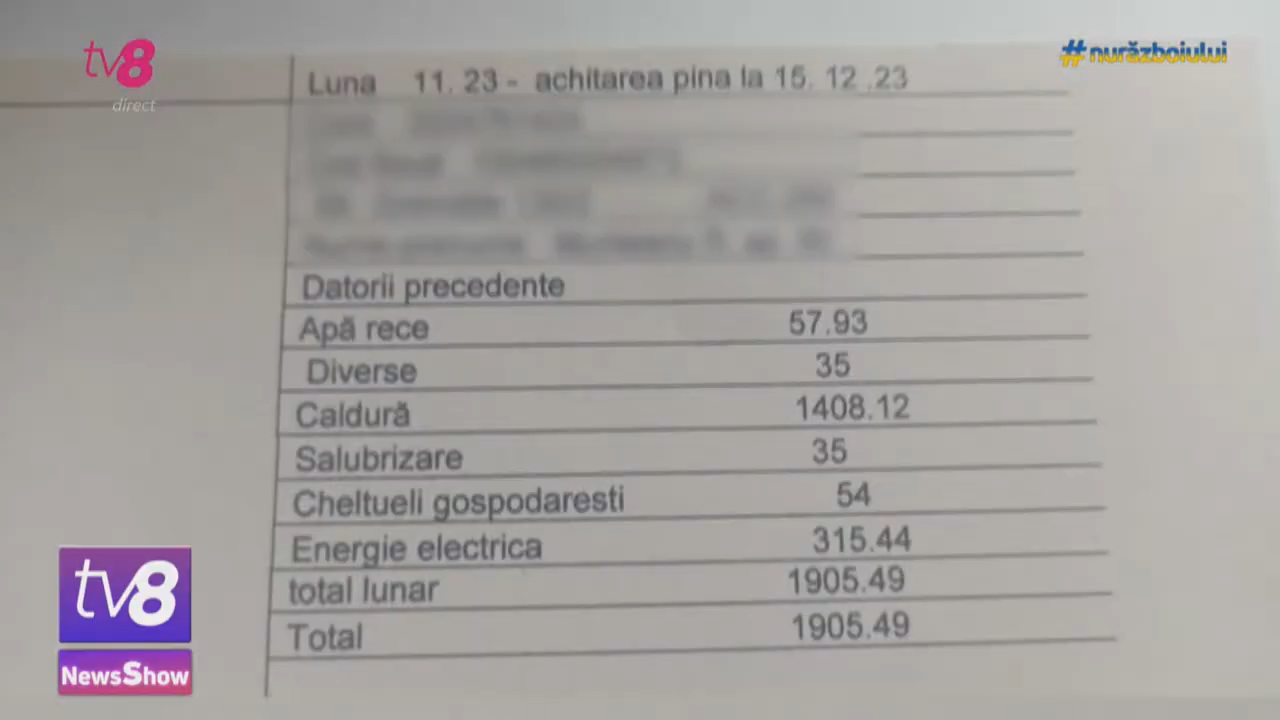 tv8
direct
#nurăzboiului
Luna 11. 23 - achitarea pina la 15. 12 .23
Datorii precedente
Apă rece 57.93
Diverse 35
Caldură 1408.12
Salubrizare 35
Cheltueli gospodaresti 54
Energie electrica 315.44
total lunar 1905.49
Total 1905.49
tv8
NewsShow